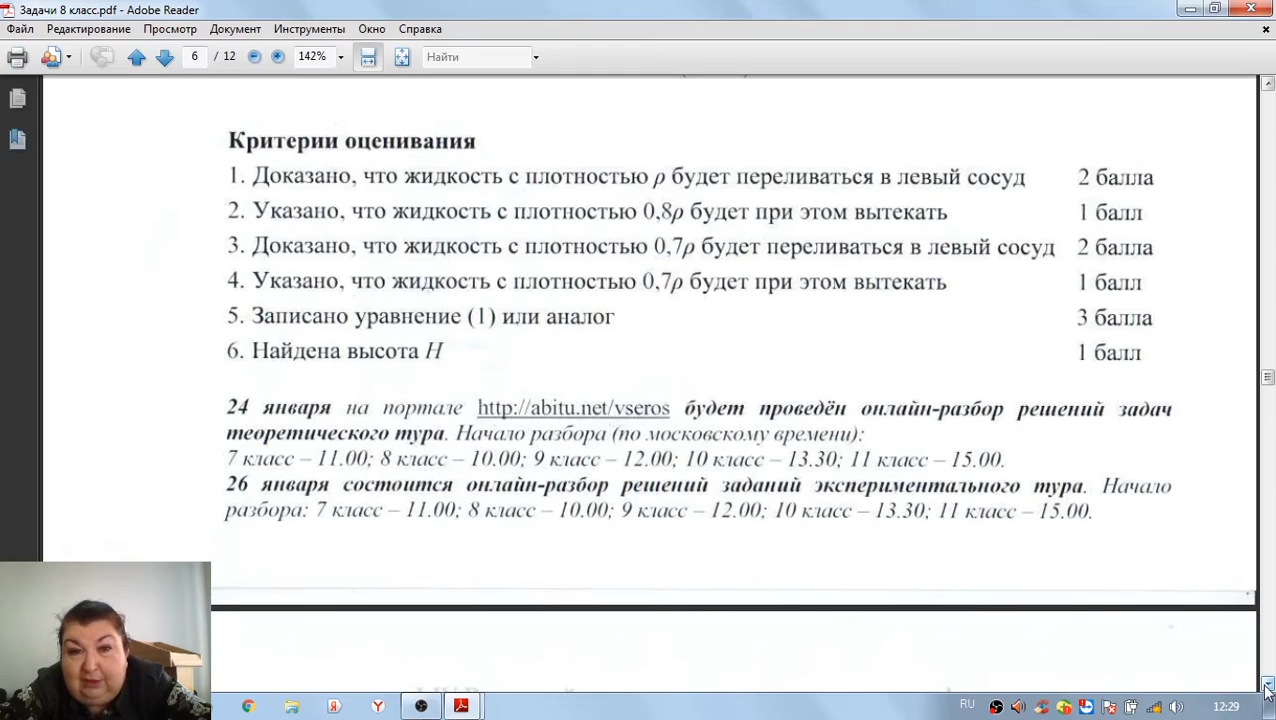 Задачи 8 класс.pdf - Adobe Reader
Файл Редактирование Просмотр Документ Инструменты Окно Справка
6 / 12 142% Найти
Критерии оценивания
1. Доказано, что жидкость с плотностью ρ будет переливаться в левый сосуд 2 балла
2. Указано, что жидкость с плотностью 0,8ρ будет при этом вытекать 1 балл
3. Доказано, что жидкость с плотностью 0,7ρ будет переливаться в левый сосуд 2 балла
4. Указано, что жидкость с плотностью 0,7ρ будет при этом вытекать 1 балл
5. Записано уравнение (1) или аналог 3 балла
6. Найдена высота H 1 балл
24 января на портале http://abitu.net/vseros будет проведён онлайн-разбор решений задач
теоретического тура. Начало разбора (по московскому времени):
7 класс – 11.00; 8 класс – 10.00; 9 класс – 12.00; 10 класс – 13.30; 11 класс – 15.00.
26 января состоится онлайн-разбор решений заданий экспериментального тура. Начало
разбора: 7 класс – 11.00; 8 класс – 10.00; 9 класс – 12.00; 10 класс – 13.30; 11 класс – 15.00.
RU 12:29